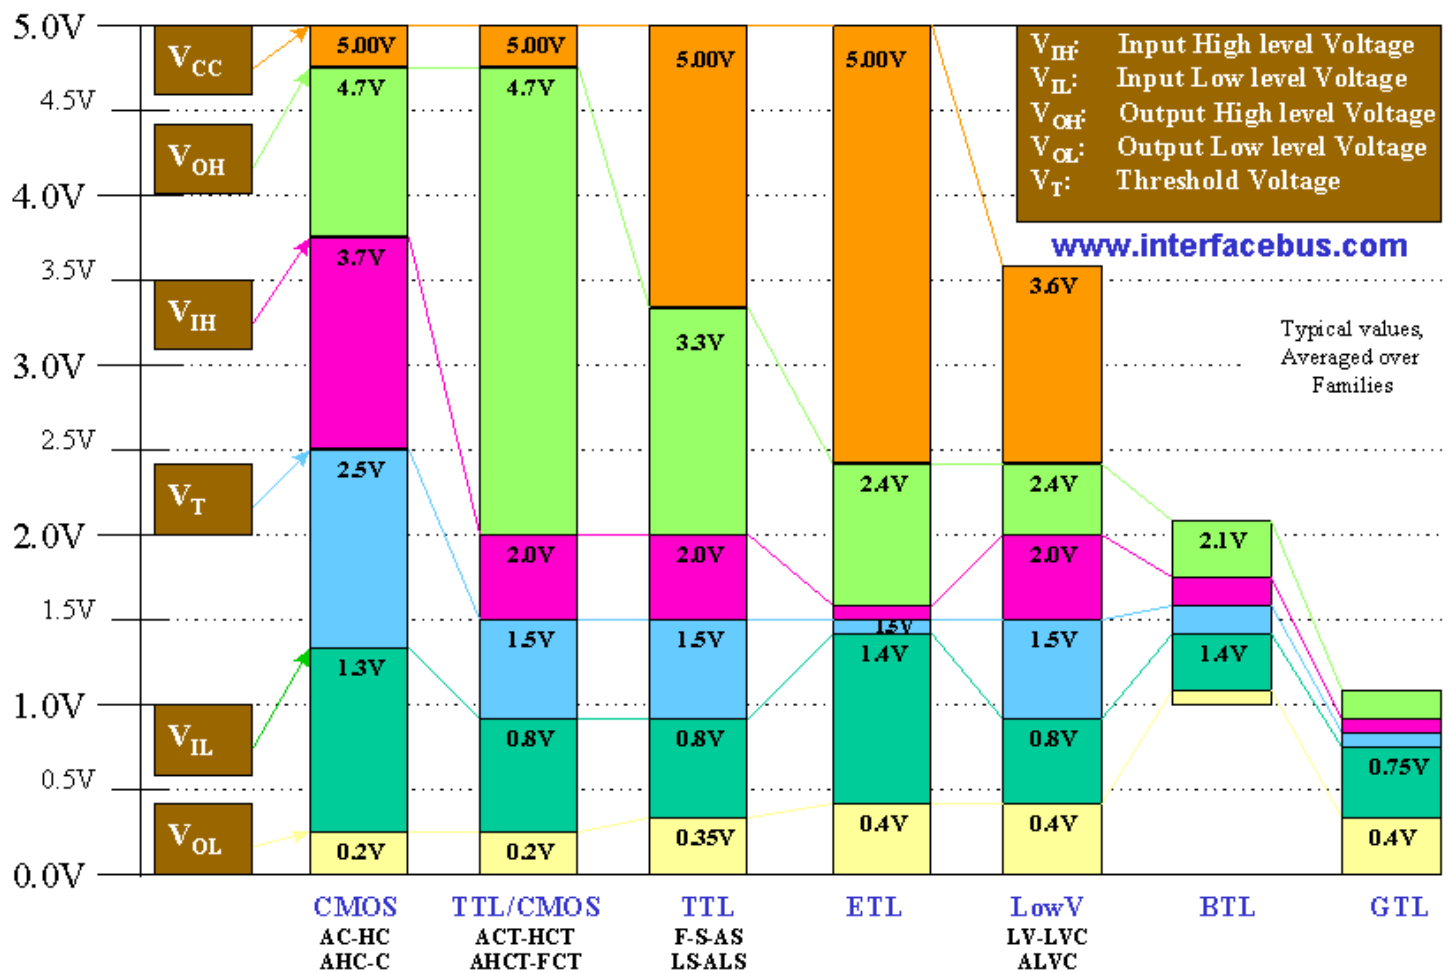 5.0V
4.5V
4.0V
3.5V
3.0V
2.5V
2.0V
1.5V
1.0V
0.5V
0.0V
VCC
VOH
VIH
VT
VIL
VOL
5.00V
4.7V
3.7V
2.5V
1.3V
0.2V
CMOS
AC-HC
AHC-C
5.00V
4.7V
2.0V
1.5V
0.8V
0.2V
TTL/CMOS
ACT-HCT
AHCT-FCT
5.00V
3.3V
2.0V
1.5V
0.8V
0.35V
TTL
F-S-AS
LS-ALS
5.00V
2.4V
1.5V
1.4V
0.4V
ETL
3.6V
2.4V
2.0V
1.5V
0.8V
0.4V
LowV
LV-LVC
ALVC
2.1V
1.4V
BTL
0.75V
0.4V
GTL
VIH: Input High level Voltage
VIL: Input Low level Voltage
VOH: Output High level Voltage
VOL: Output Low level Voltage
VT: Threshold Voltage
www.interfacebus.com
Typical values,
Averaged over
Families